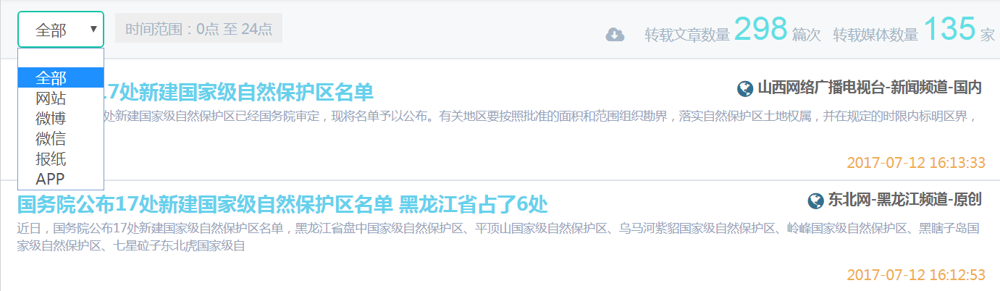 全部 ▼
时间范围：0点 至 24点
转载文章数量 298 篇次 转载媒体数量 135 家
全部
网站
微博
微信
报纸
APP
17处新建国家级自然保护区名单
山西网络广播电视台-新闻频道-国内
处新建国家级自然保护区已经国务院审定，现将名单予以公布。有关地区要按照批准的面积和范围组织勘界，落实自然保护区土地权属，并在规定的时限内标明区界，
2017-07-12 16:13:33
国务院公布17处新建国家级自然保护区名单 黑龙江省占了6处
东北网-黑龙江频道-原创
近日，国务院公布17处新建国家级自然保护区名单，黑龙江省盘中国家级自然保护区、平顶山国家级自然保护区、乌马河紫貂国家级自然保护区、岭峰国家级自然保护区、黑瞎子岛国
家级自然保护区、七星砬子东北虎国家级自
2017-07-12 16:12:53